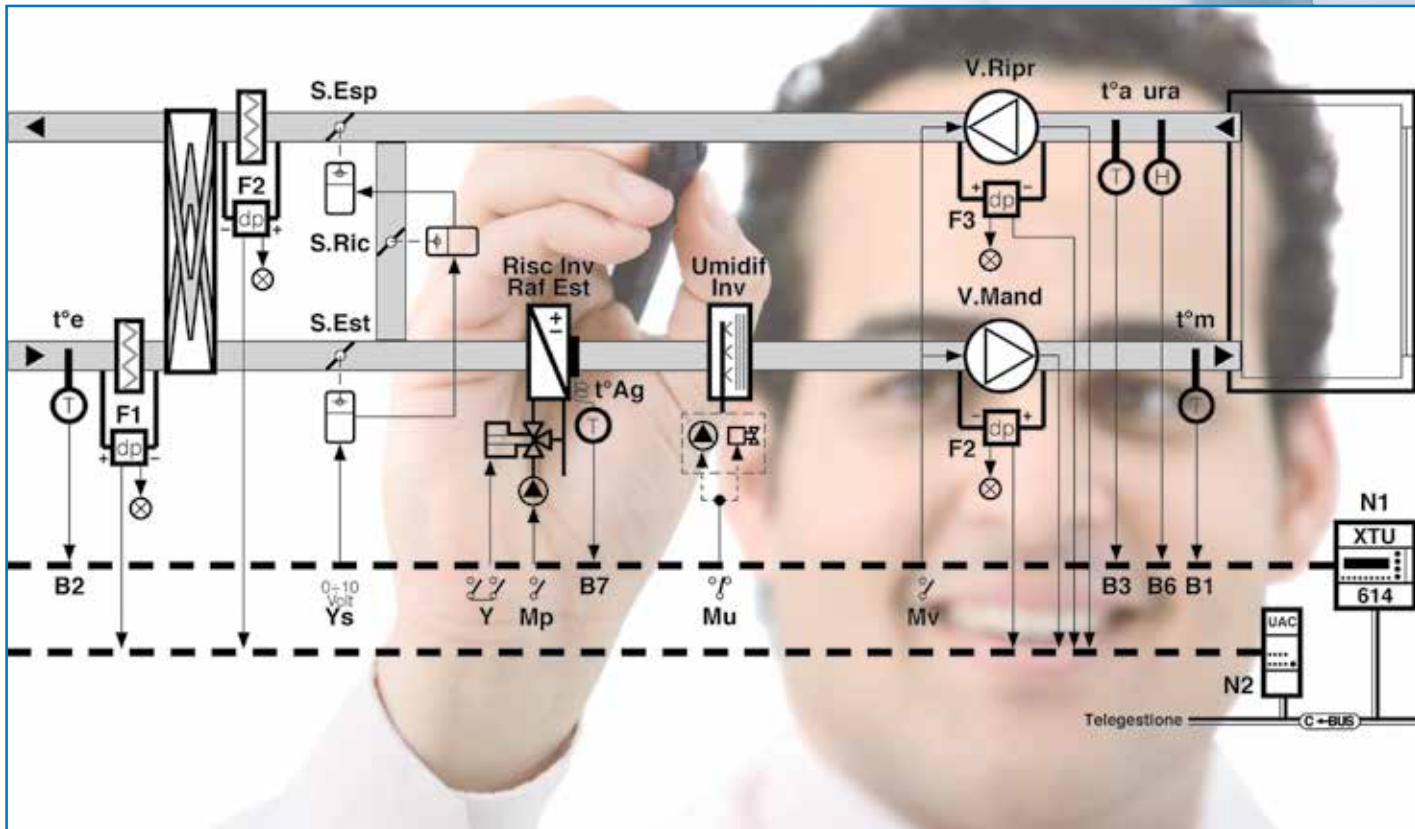 V.Ripr
S.Esp
t°a ura
F2
dp
- +
T
H
+ -
dp
F3
S.Ric
Risc Inv
Raf Est
Umidif
Inv
+
-
V.Mand
t°e
S.Est
t°m
t°Ag
T
F1
T
T
dp
+ -
- +
dp
F2
N1
XTU
614
B2
0÷10
Volt
Ys
Y
Mp
B7
Mu
Mv
B3
B6
B1
UAC
N2
Telegestione
C BUS